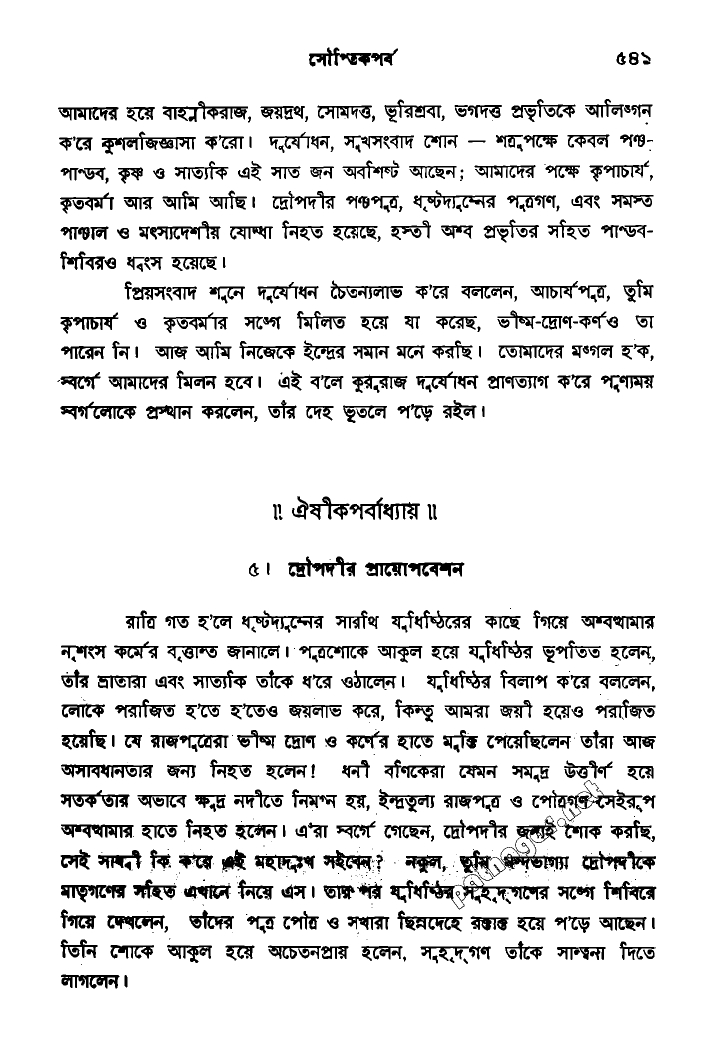 সৌপ্তিকপর্ব ৫৪১
আমাদের হয়ে বাহ্লীকরাজ, জয়দ্রথ, সোমদত্ত, ভূরিশ্রবা, ভগদত্ত প্রভৃতিকে আলিঙ্গন
ক'রে কুশলজিজ্ঞাসা ক'রো। দুর্যোধন, সুখসংবাদ শোন — শত্রুপক্ষে কেবল পঞ্চ-
পাণ্ডব, কৃষ্ণ ও সাত্যকি এই সাত জন অবশিষ্ট আছেন; আমাদের পক্ষে কৃপাচার্য,
কৃতবর্মা আর আমি আছি। দ্রৌপদীর পঞ্চপুত্র, ধৃষ্টদ্যুম্নের পুত্রগণ, এবং সমস্ত
পাঞ্চাল ও মৎস্যদেশীয় যোদ্ধা নিহত হয়েছে, হস্তী অশ্ব প্রভৃতির সহিত পাণ্ডব-
শিবিরও ধ্বংস হয়েছে।
প্রিয়সংবাদ শুনে দুর্যোধন চৈতন্যলাভ ক'রে বললেন, আচার্যপুত্র, তুমি
কৃপাচার্য ও কৃতবর্মার সঙ্গে মিলিত হয়ে যা করেছ, ভীষ্ম-দ্রোণ-কর্ণও তা
পারেন নি। আজ আমি নিজেকে ইন্দ্রের সমান মনে করছি। তোমাদের মঙ্গল হ'ক,
স্বর্গে আমাদের মিলন হবে। এই ব'লে কুরুরাজ দুর্যোধন প্রাণত্যাগ ক'রে পুণ্যময়
স্বর্গলোকে প্রস্থান করলেন, তাঁর দেহ ভূতলে প'ড়ে রইল।
॥ ঐষীকপর্বাধ্যায় ॥
৫। দ্রৌপদীর প্রায়োপবেশন
রাত্রি গত হ'লে ধৃষ্টদ্যুম্নের সারথি যুধিষ্ঠিরের কাছে গিয়ে অশ্বত্থামার
নৃশংস কর্মের বৃত্তান্ত জানালে। পুত্রশোকে আকুল হয়ে যুধিষ্ঠির ভূপতিত হলেন,
তাঁর ভ্রাতারা এবং সাত্যকি তাঁকে ধ'রে ওঠালেন। যুধিষ্ঠির বিলাপ ক'রে বললেন,
লোকে পরাজিত হ'তে হ'তেও জয়লাভ করে, কিন্তু আমরা জয়ী হয়েও পরাজিত
হয়েছি। যে রাজপুত্রেরা ভীষ্ম দ্রোণ ও কর্ণের হাতে মুক্তি পেয়েছিলেন তাঁরা আজ
অসাবধানতার জন্য নিহত হলেন! ধনী বণিকেরা যেমন সমুদ্র উত্তীর্ণ হয়ে
সতর্কতার অভাবে ক্ষুদ্র নদীতে নিমগ্ন হয়, ইন্দ্রতুল্য রাজপুত্র ও পৌত্রগণ সেইরূপ
অশ্বত্থামার হাতে নিহত হলেন। এ'রা স্বর্গে গেছেন, দ্রৌপদীর জন্যই শোক করছি,
সেই সাধ্বী কি ক'রে এই মহাদুঃখ সইবেন? নকুল, তুমি মন্দভাগ্যা দ্রৌপদীকে
মাতৃগণের সহিত এখানে নিয়ে এস। তার পর যুধিষ্ঠির সুহৃদ্‌গণের সঙ্গে শিবিরে
গিয়ে দেখলেন, তাঁদের পুত্র পৌত্র ও সখারা ছিন্নদেহে রক্তাক্ত হয়ে প'ড়ে আছেন।
তিনি শোকে আকুল হয়ে অচেতনপ্রায় হলেন, সুহৃদ্‌গণ তাঁকে সান্ত্বনা দিতে
লাগলেন।